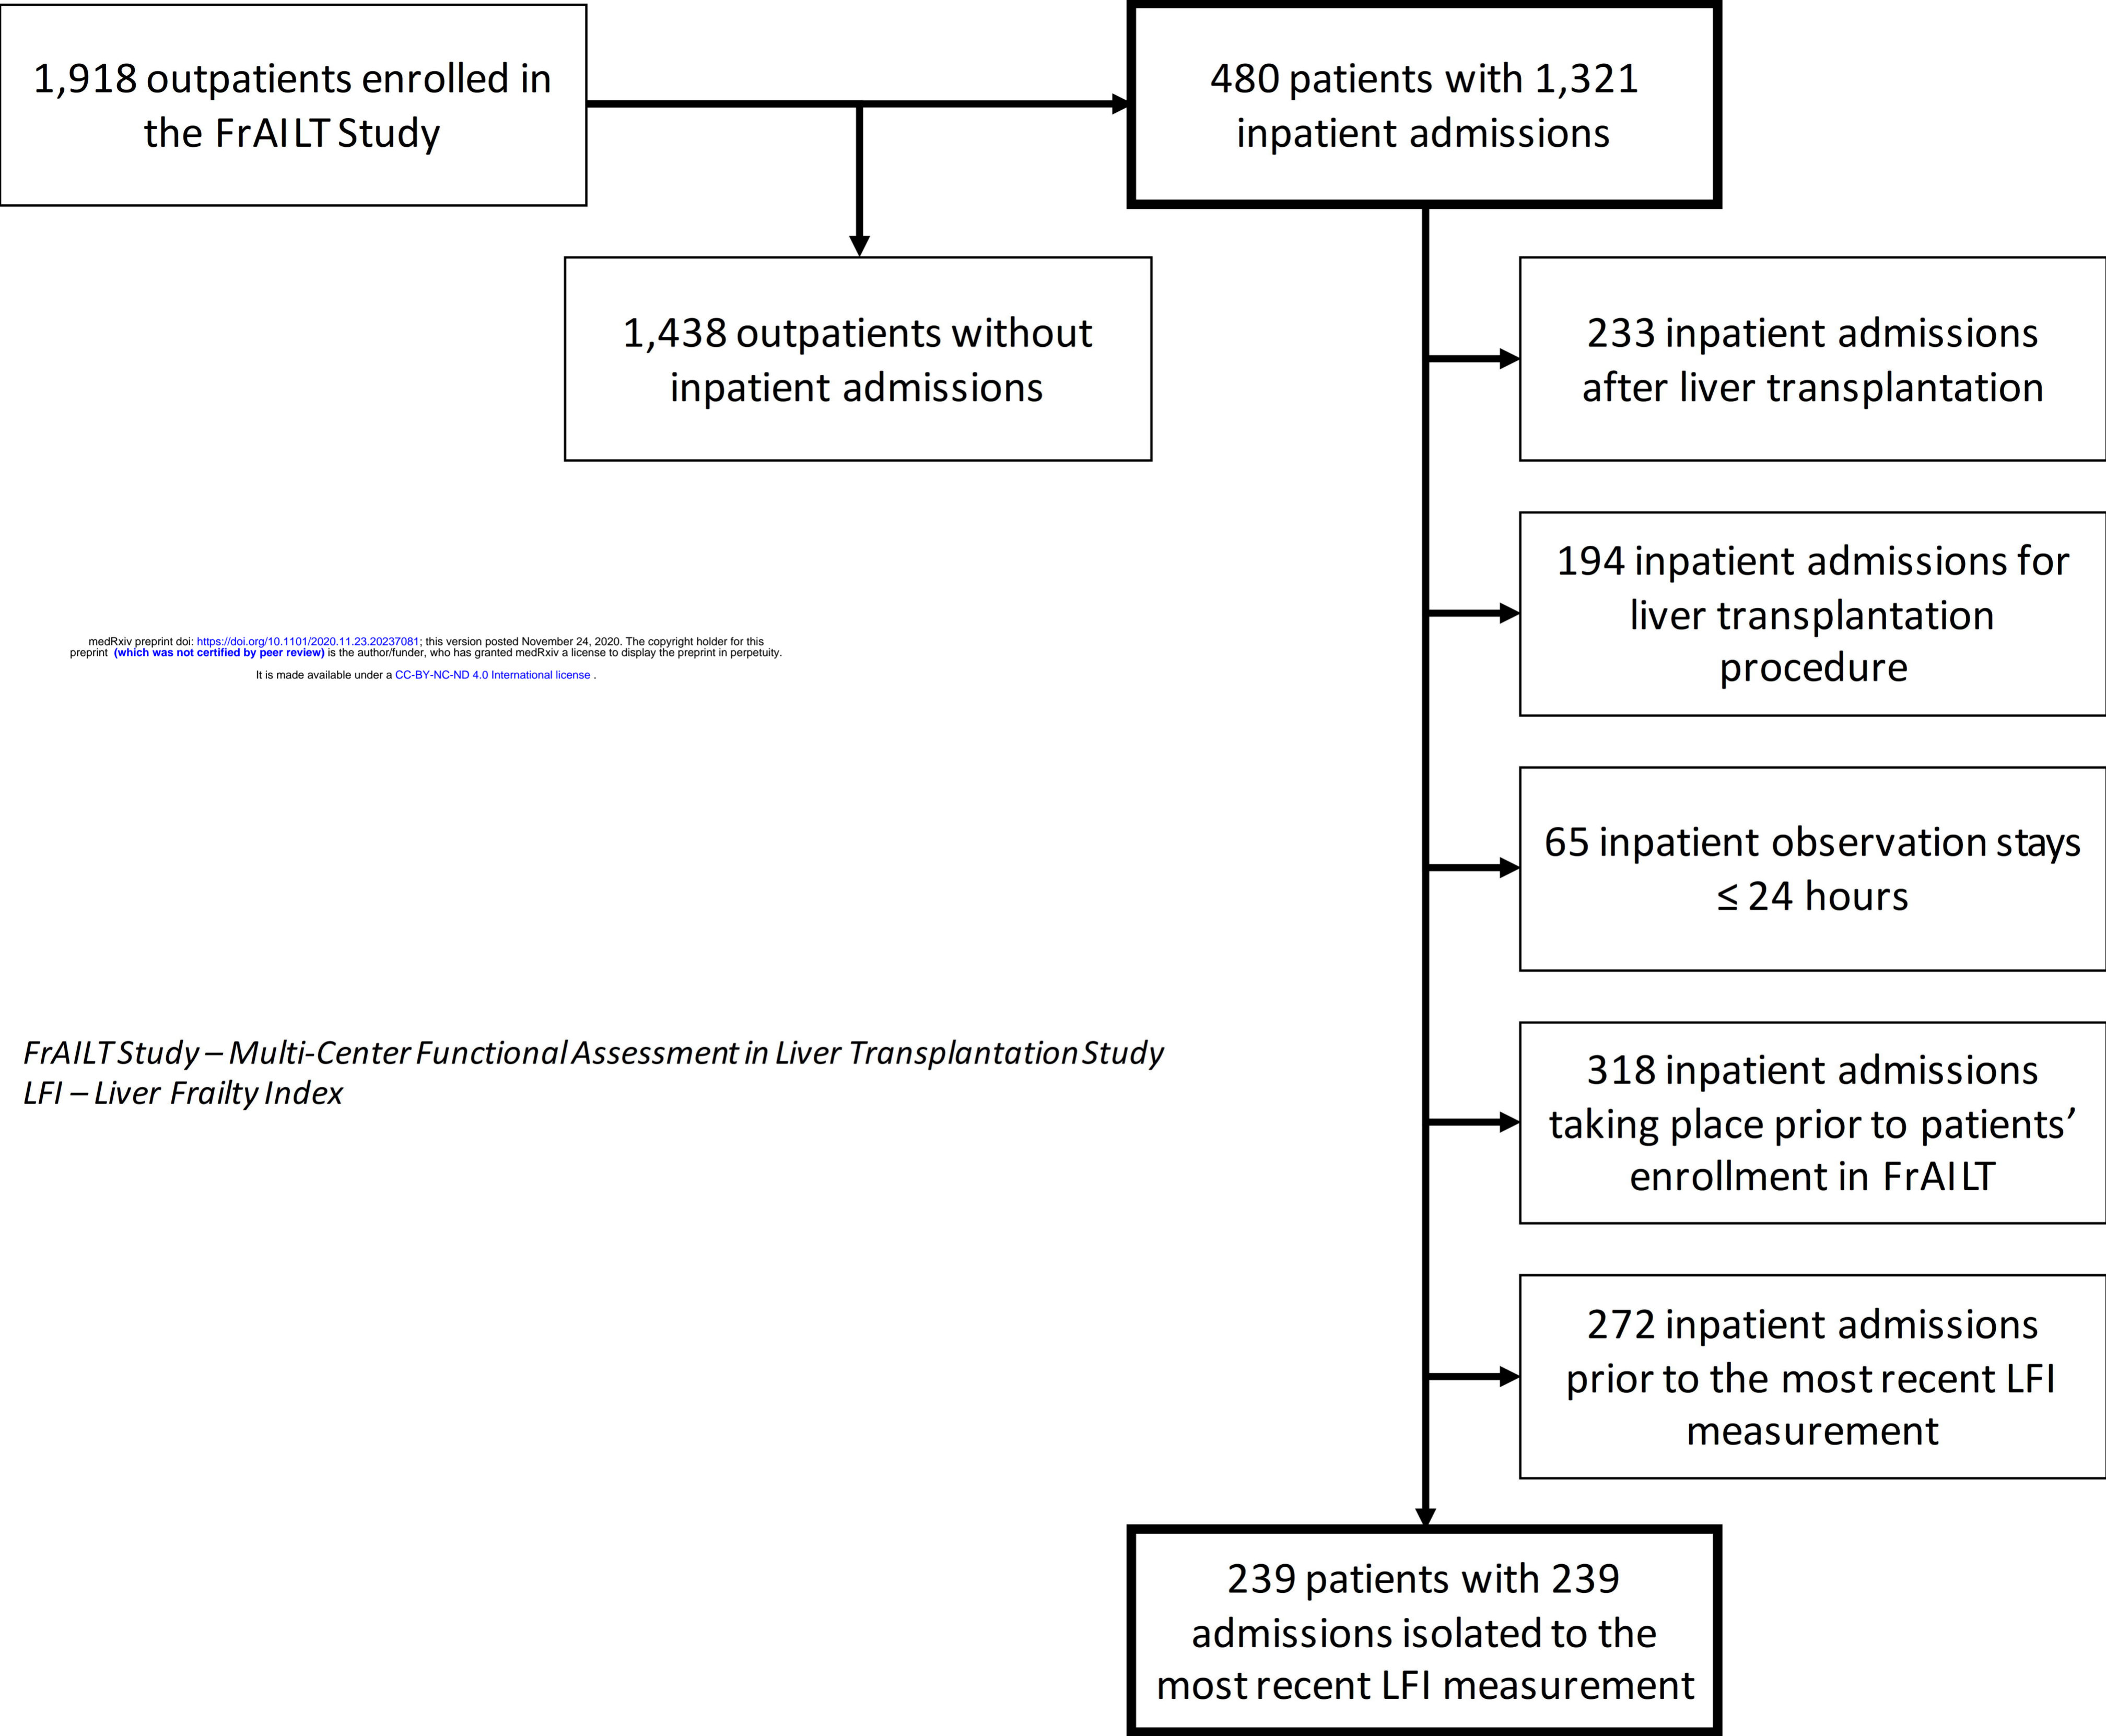 1,918 outpatients enrolled in
the FrAILT Study
480 patients with 1,321
inpatient admissions
1,438 outpatients without
inpatient admissions
233 inpatient admissions
after liver transplantation
194 inpatient admissions for
liver transplantation
procedure
medRxiv preprint doi: https://doi.org/10.1101/2020.11.23.20237081; this version posted November 24, 2020. The copyright holder for this
preprint (which was not certified by peer review) is the author/funder, who has granted medRxiv a license to display the preprint in perpetuity.
It is made available under a CC-BY-NC-ND 4.0 International license .
65 inpatient observation stays
≤ 24 hours
FrAILT Study – Multi-Center Functional Assessment in Liver Transplantation Study
LFI – Liver Frailty Index
318 inpatient admissions
taking place prior to patients’
enrollment in FrAILT
272 inpatient admissions
prior to the most recent LFI
measurement
239 patients with 239
admissions isolated to the
most recent LFI measurement